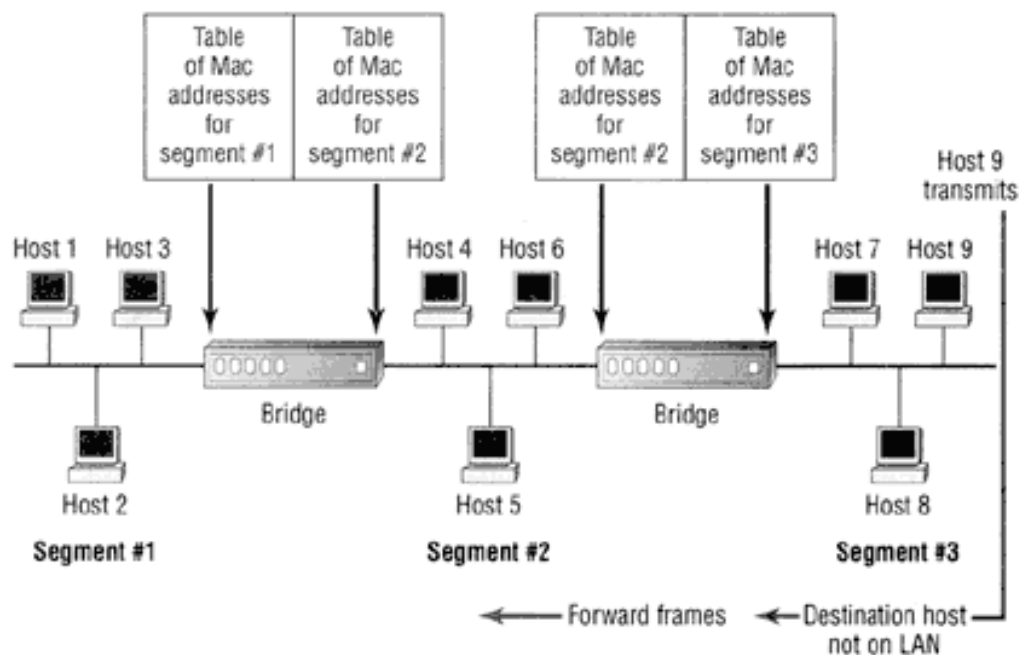 Table
of Mac
addresses
for
segment #1
Table
of Mac
addresses
for
segment #2
Table
of Mac
addresses
for
segment #2
Table
of Mac
addresses
for
segment #3
Host 9
transmits
Host 1
Host 3
Host 4
Host 6
Host 7
Host 9
Bridge
Bridge
Host 2
Host 5
Host 8
Segment #1
Segment #2
Segment #3
Forward frames
Destination host
not on LAN